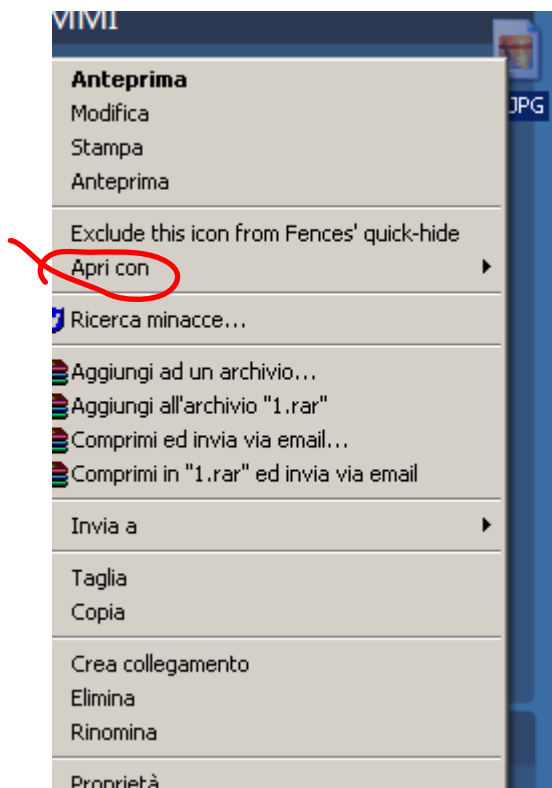 Anteprima
JPG
Modifica
Stampa
Anteprima
Exclude this icon from Fences' quick-hide
Apri con
Ricerca minacce...
Aggiungi ad un archivio...
Aggiungi all'archivio "1.rar"
Comprimi ed invia via email...
Comprimi in "1.rar" ed invia via email
Invia a
Taglia
Copia
Crea collegamento
Elimina
Rinomina
Proprietà